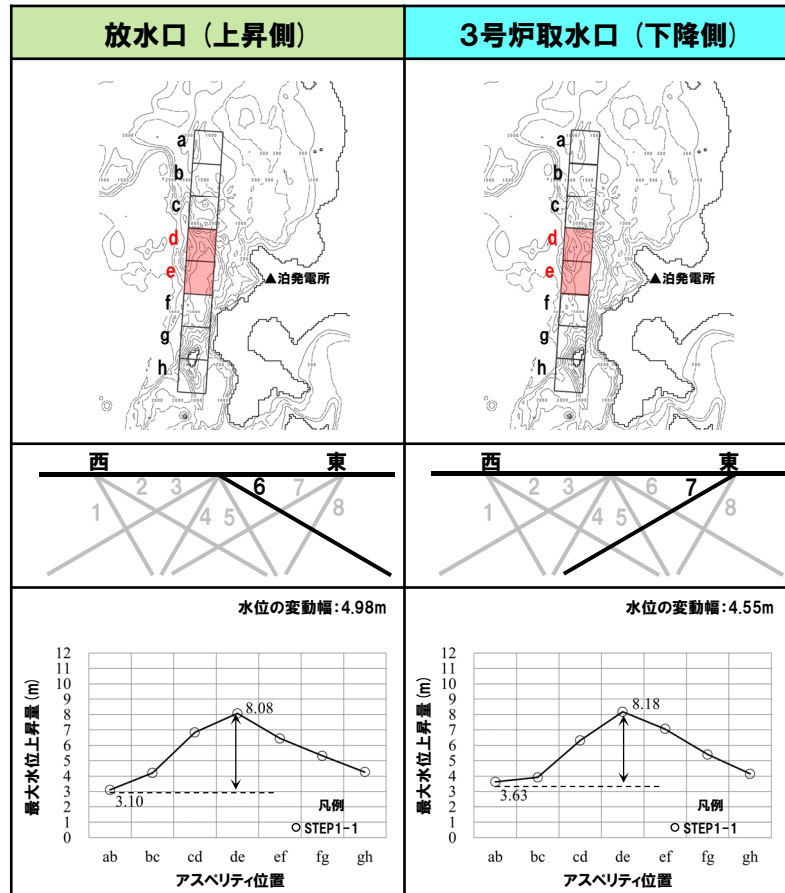 放水口（上昇側）
3号炉取水口（下降側）
a
b
c
d
e
f
g
h
▲泊発電所
a
b
c
d
e
f
g
h
▲泊発電所
西
東
1
2
3
4
5
6
7
8
西
東
1
2
3
4
5
6
7
8
水位の変動幅：4.98m
最大水位上昇量（m）
12
11
10
9
8
7
6
5
4
3
2
1
0
8.08
3.10
凡例
○ STEP1-1
ab bc cd de ef fg gh
アスペリティ位置
水位の変動幅：4.55m
最大水位上昇量（m）
12
11
10
9
8
7
6
5
4
3
2
1
0
8.18
3.63
凡例
○ STEP1-1
ab bc cd de ef fg gh
アスペリティ位置